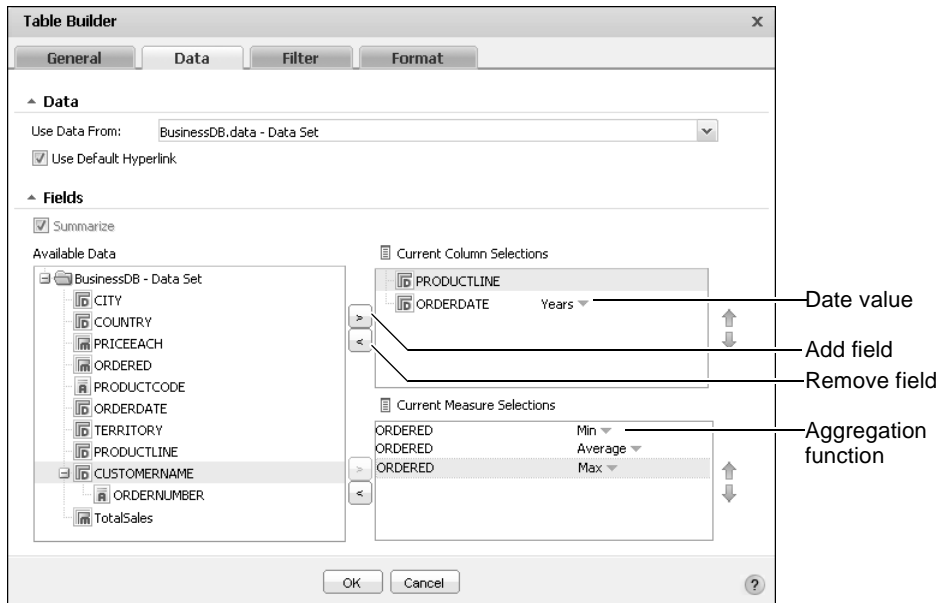 Table Builder
x
General Data Filter Format
Data
Use Data From: BusinessDB.data - Data Set
Use Default Hyperlink
Fields
Summarize
Available Data
BusinessDB - Data Set
CITY
COUNTRY
PRICEEACH
ORDERED
PRODUCTCODE
ORDERDATE
TERRITORY
PRODUCTLINE
CUSTOMERNAME
ORDERNUMBER
TotalSales
>
<
>
<
Current Column Selections
PRODUCTLINE
ORDERDATE Years
Current Measure Selections
ORDERED Min
ORDERED Average
ORDERED Max
Date value
Add field
Remove field
Aggregation
function
OK Cancel
?